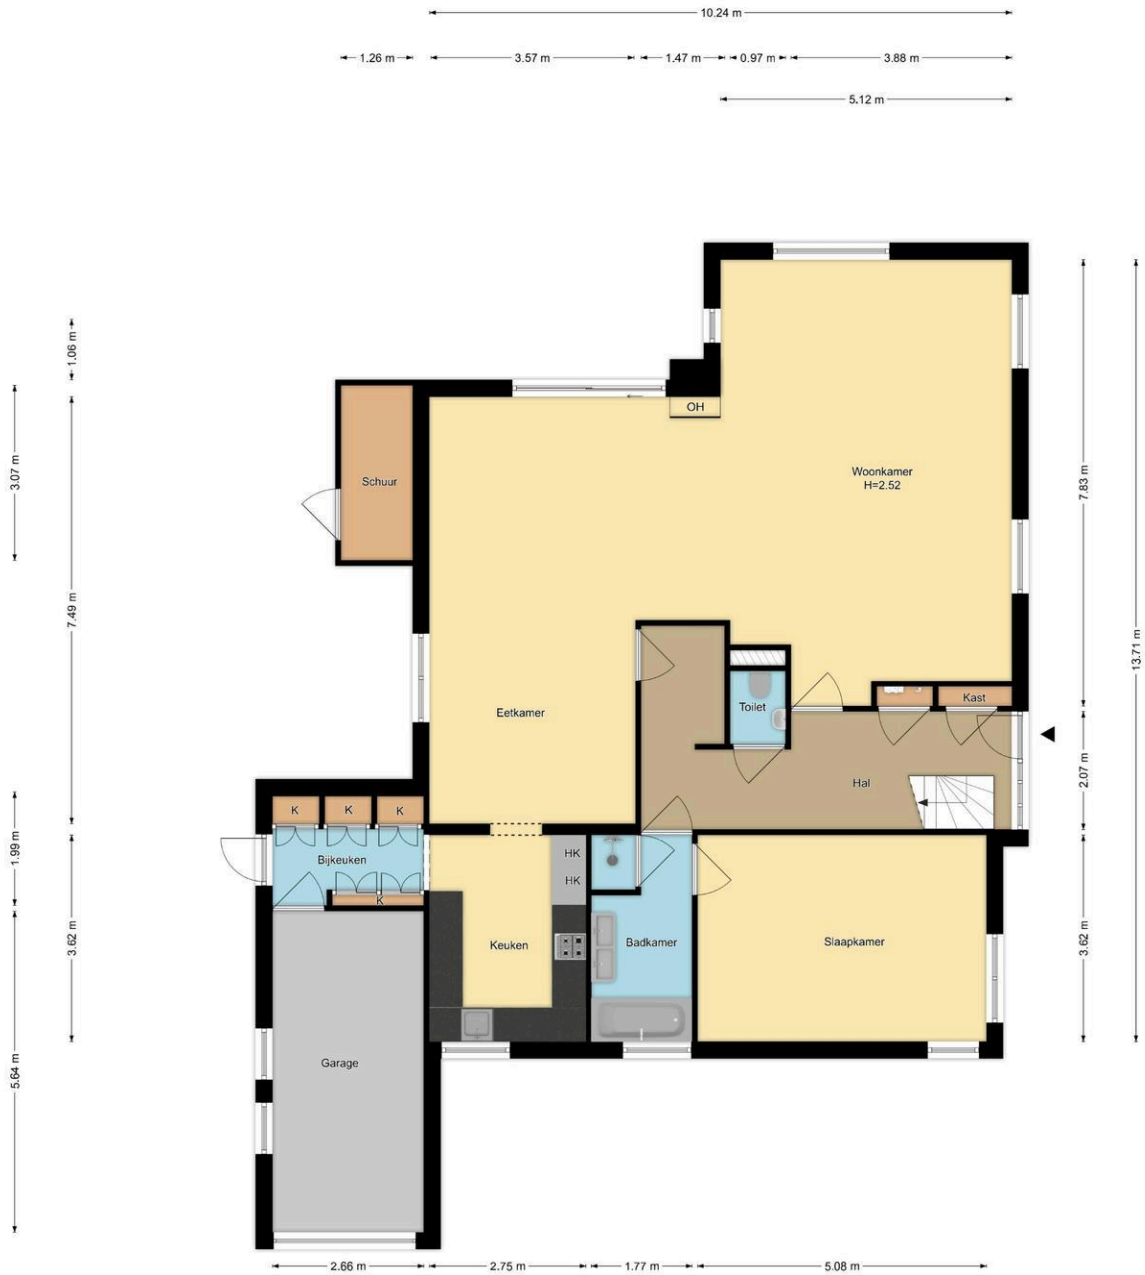 10.24 m
1.26 m
3.57 m
1.47 m
0.97 m
3.88 m
5.12 m
1.06 m
3.07 m
7.49 m
1.99 m
3.62 m
5.64 m
OH
Woonkamer
H=2.52
Schuur
7.83 m
13.71 m
Eetkamer
Toilet
Kast
Hal
2.07 m
K
K
K
Bijkeuken
K
HK
HK
Keuken
Badkamer
Slaapkamer
3.62 m
Garage
2.66 m
2.75 m
1.77 m
5.08 m